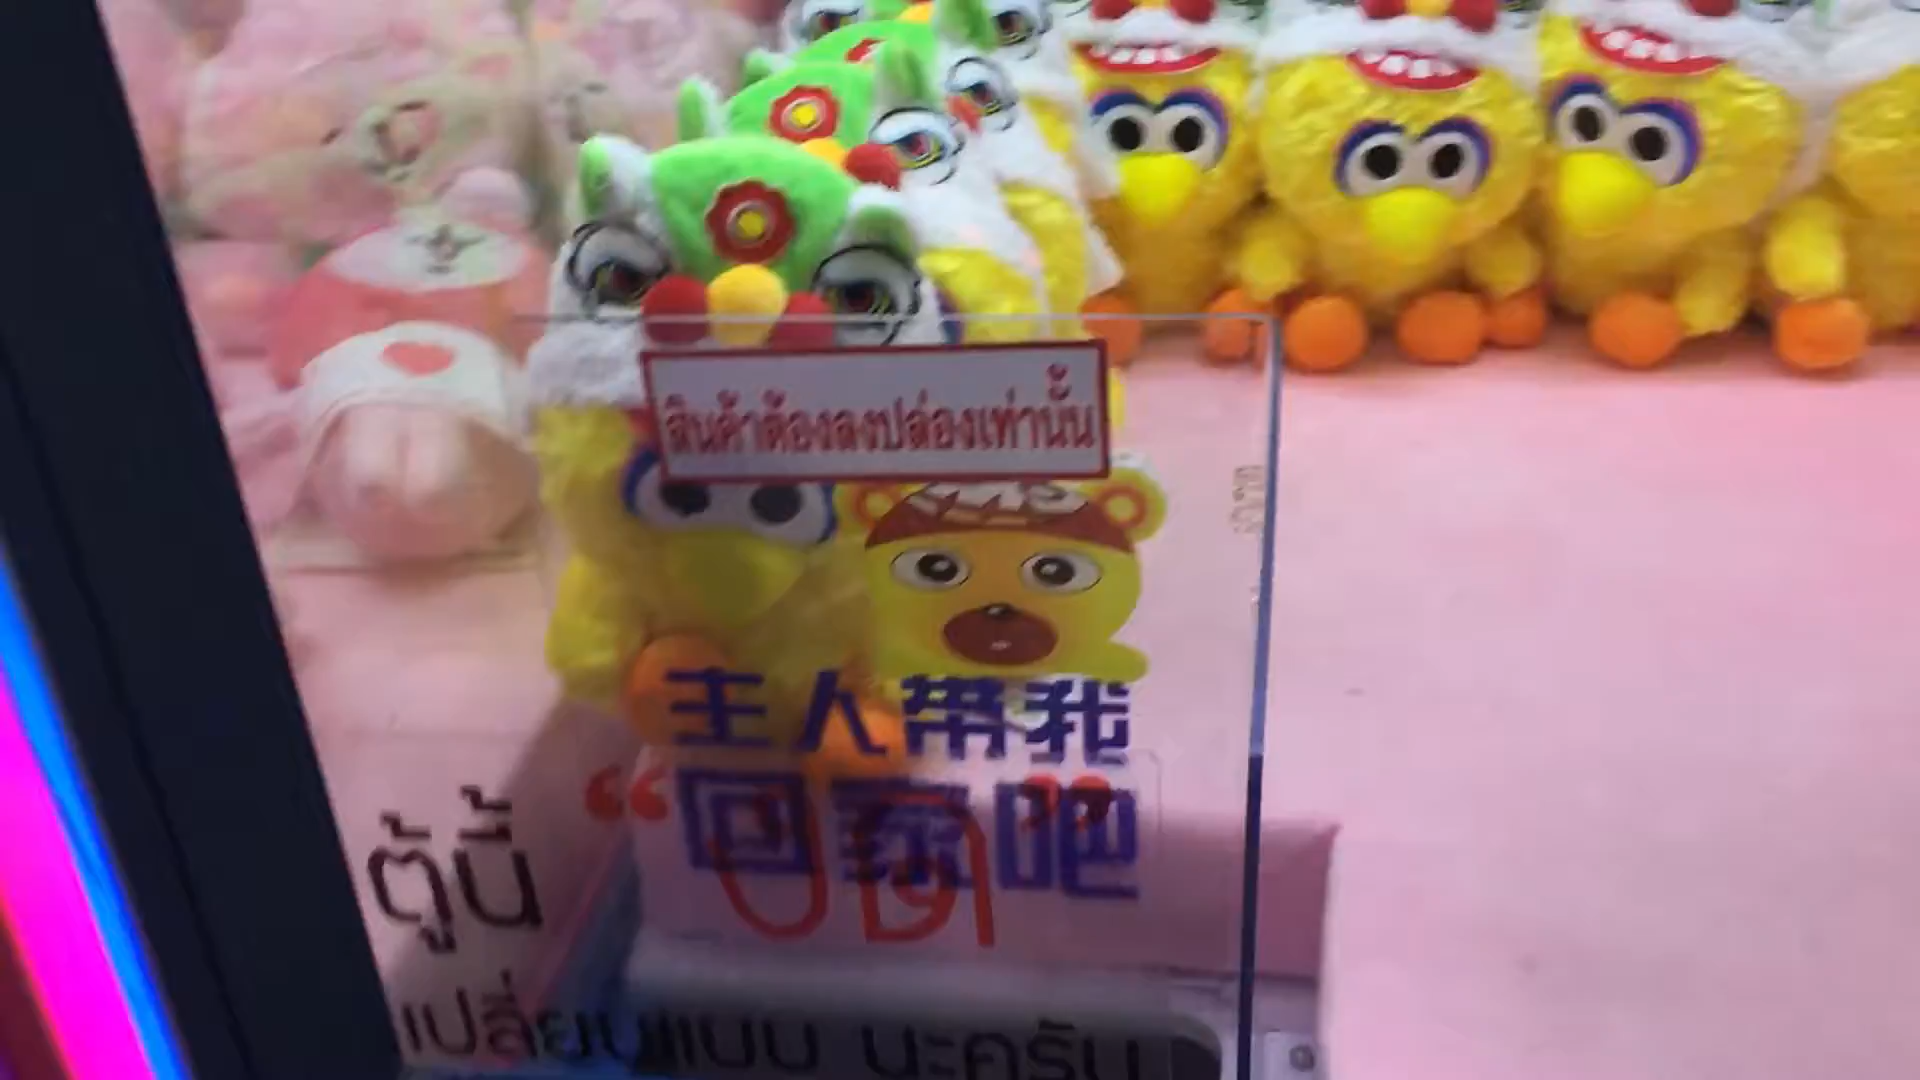 สินค้าต้องลงปล่องเท่านั้น
主人带我
回家吧
ตู้นี้
“งด”
เปลี่ยนแบบ นะครับ